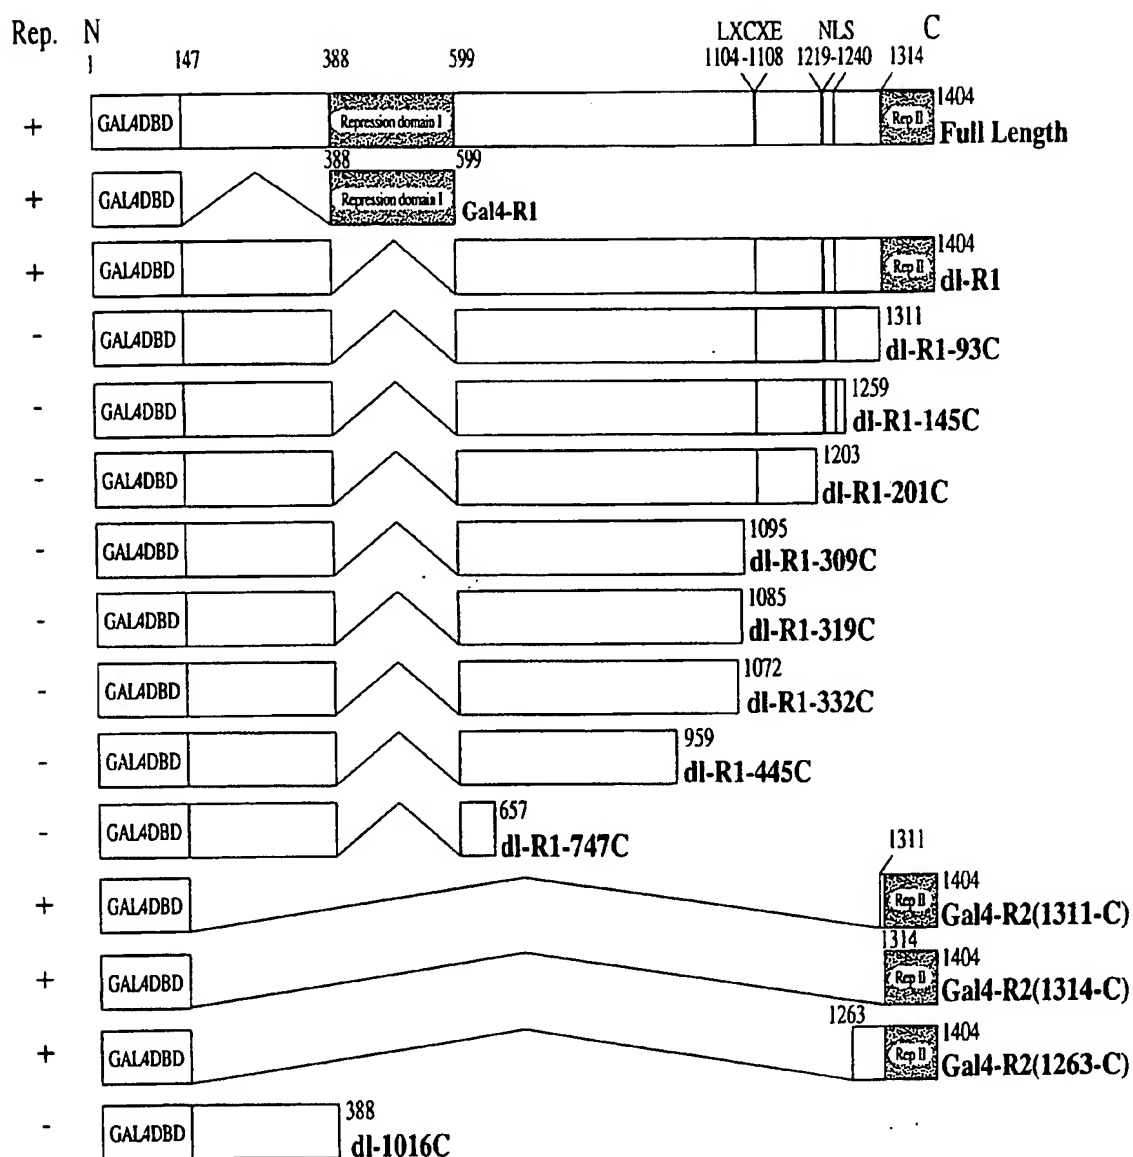 Rep. N LXCXE NLS C
1 147 388 599 1104-1108 1219-1240 1314
+ GAL4DBD Repression domain I Rep II 1404
Full Length
388 599
+ GAL4DBD Repression domain I Gal4-R1
+ GAL4DBD Rep II 1404
dl-R1
- GAL4DBD 1311
dl-R1-93C
- GAL4DBD 1259
dl-R1-145C
- GAL4DBD 1203
dl-R1-201C
- GAL4DBD 1095
dl-R1-309C
- GAL4DBD 1085
dl-R1-319C
- GAL4DBD 1072
dl-R1-332C
- GAL4DBD 959
dl-R1-445C
- GAL4DBD 657
dl-R1-747C
1311
+ GAL4DBD Rep II 1404
Gal4-R2(1311-C)
1314
+ GAL4DBD Rep II 1404
Gal4-R2(1314-C)
1263
+ GAL4DBD Rep II 1404
Gal4-R2(1263-C)
- GAL4DBD 388
dl-1016C